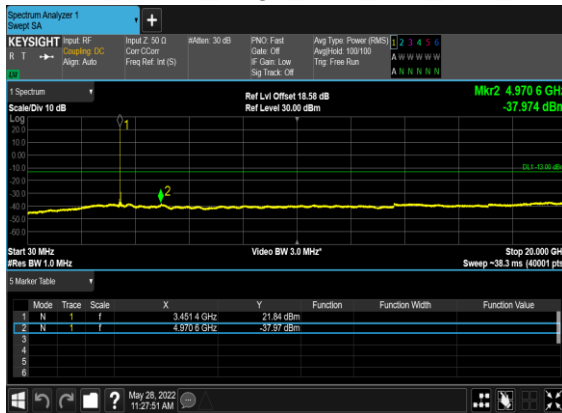 Spectrum Analyzer 1
Swept SA
KEYSIGHT Input: RF Input Z: 50 Ω #Atten: 30 dB PNO: Fast Avg Type: Power (RMS) 1 2 3 4 5 6
R T Coupling: DC Corr CCorr Gate: Off Avg|Hold: 100/100 A W W W W W
Align: Auto Freq Ref: Int (S) IF Gain: Low Trig: Free Run
LXI Sig Track: Off A N N N N N
1 Spectrum Ref Lvl Offset 18.58 dB Mkr2 4.970 6 GHz
Scale/Div 10 dB Ref Level 30.00 dBm -37.974 dBm
Log
1
20.0
10.0
0.00
-10.0
DL1 -13.00 dBm
-20.0
2
-30.0
-40.0
-50.0
-60.0
Start 30 MHz Video BW 3.0 MHz* Stop 20.000 GHz
#Res BW 1.0 MHz Sweep ~38.3 ms (40001 pts)
5 Marker Table
Mode Trace Scale X Y Function Function Width Function Value
1 N 1 f 3.451 4 GHz 21.84 dBm
2 N 1 f 4.970 6 GHz -37.97 dBm
3
4
5
6
? May 28, 2022
11:27:51 AM